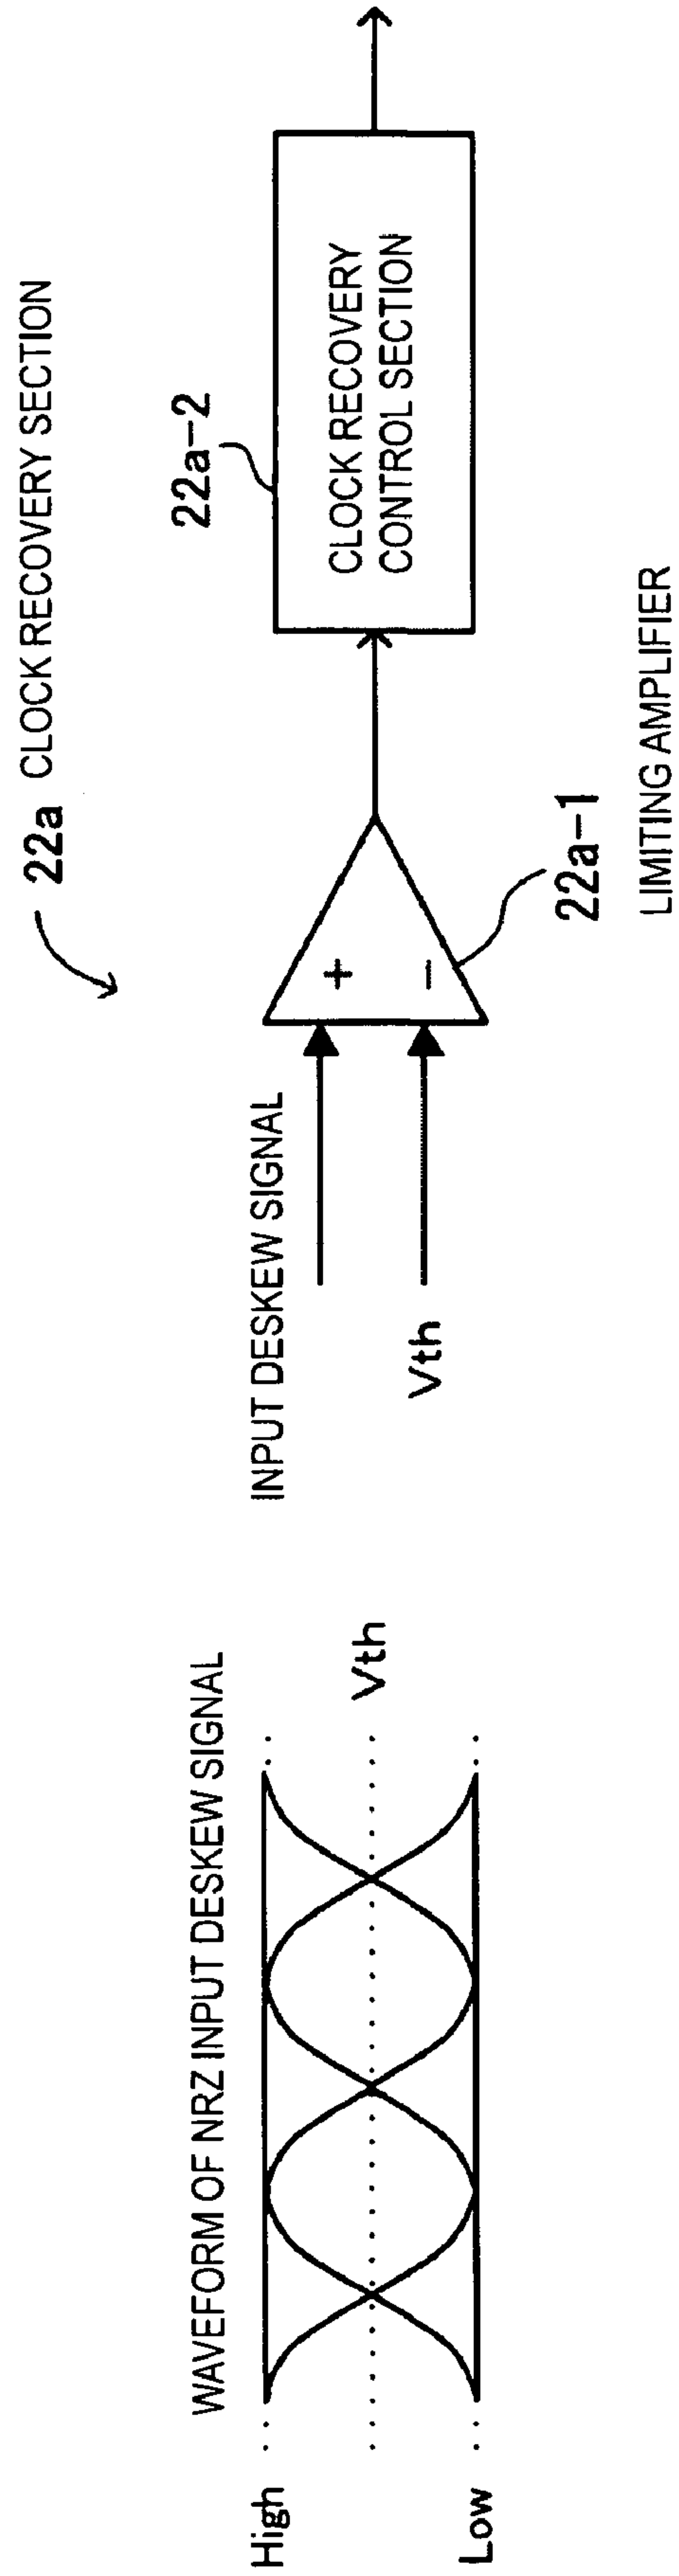 WAVEFORM OF NRZ INPUT DESKEW SIGNAL
High
Vth
Low
22a CLOCK RECOVERY SECTION
INPUT DESKEW SIGNAL
Vth
+
−
22a−1
LIMITING AMPLIFIER
22a−2
CLOCK RECOVERY
CONTROL SECTION